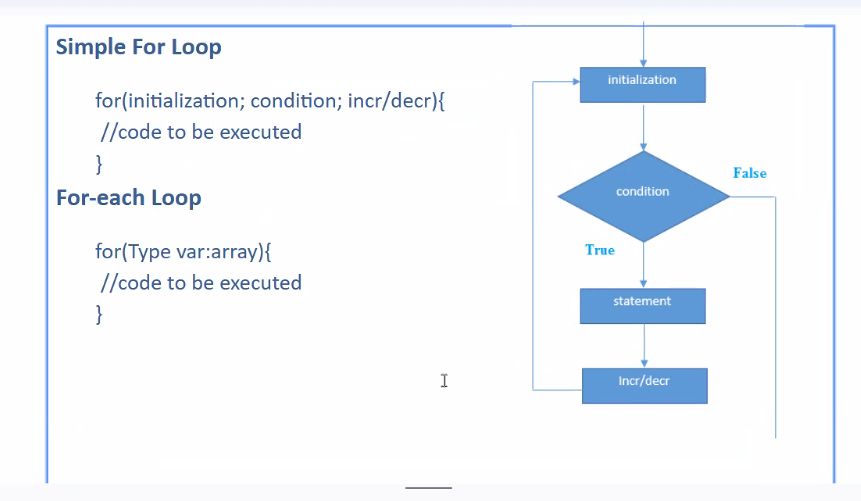 Simple For Loop
for(initialization; condition; incr/decr){
//code to be executed
}
For-each Loop
for(Type var:array){
//code to be executed
}
initialization
condition
False
True
statement
Incr/decr